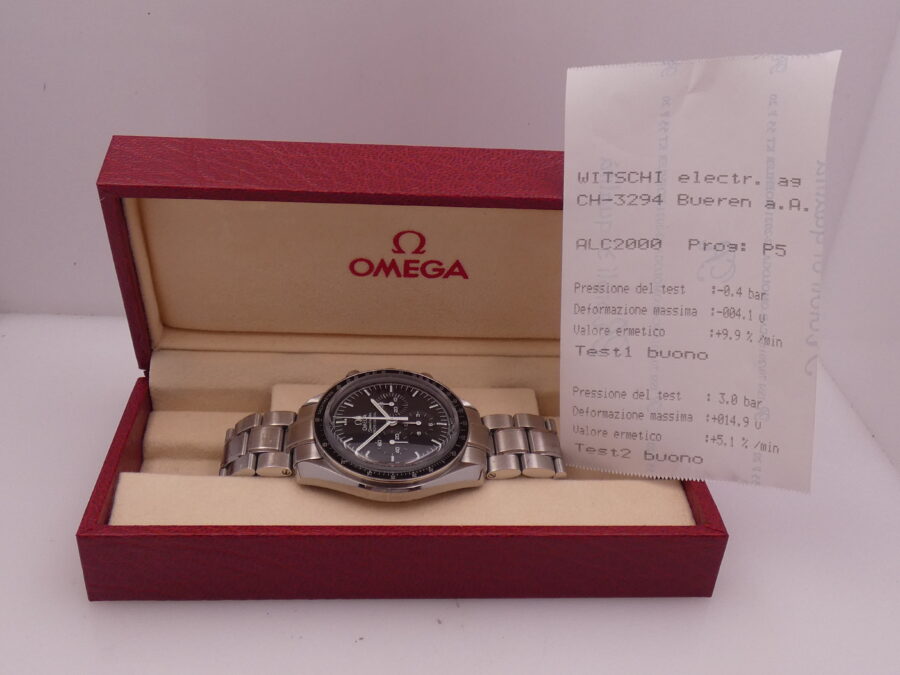 Ω
OMEGA
OMEGA
WITSCHI electr. ag
CH-3294 Bueren a.A.
ALC2000 Prog: P5
Pressione del test :-0.4 bar
Deformazione massima :-004.1 υ
Valore ermetico :+9.9 % /min
Test1 buono
Pressione del test : 3.0 bar
Deformazione massima :+014.9 υ
Valore ermetico :+5.1 % /min
Test2 buono